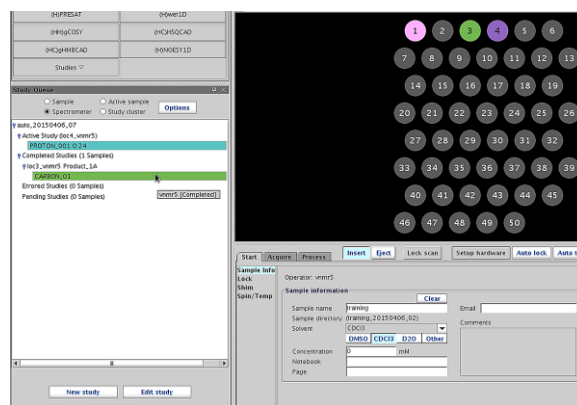 (H)PRESAT
(H)wet1D
(HH)gCOSY
(HC)HSQCAD
(HC)gHMBCAD
(H)NOESY1D
Studies
Study Queue
Sample
Active sample
Spectrometer
Study cluster
Options
auto_20150406_07
Active Study (loc4_vnmr5)
PROTON_001 0:24
Completed Studies (1 Samples)
loc3_vnmr5 Product_1A
CARBON_01
Errored Studies (0 Samples)
Pending Studies (0 Samples)
vnmr5 [Completed]
New study
Edit study
1 2 3 4 5 6
7 8 9 10 11 12 13
14 15 16 17 18 19
20 21 22 23 24 25 26
27 28 29 30 31 32
33 34 35 36 37 38 39
40 41 42 43 44 45
46 47 48 49 50
Start Acquire Process Insert Eject Lock scan Setup hardware Auto lock Auto
Sample Info
Lock
Shim
Spin/Temp
Operator: vnmr5
Sample information
Clear
Sample name training
Sample directory (training_20150406_02)
Solvent CDCl3
DMSO CDCl3 D2O Other
Concentration 0 mM
Notebook
Page
Email
Comments